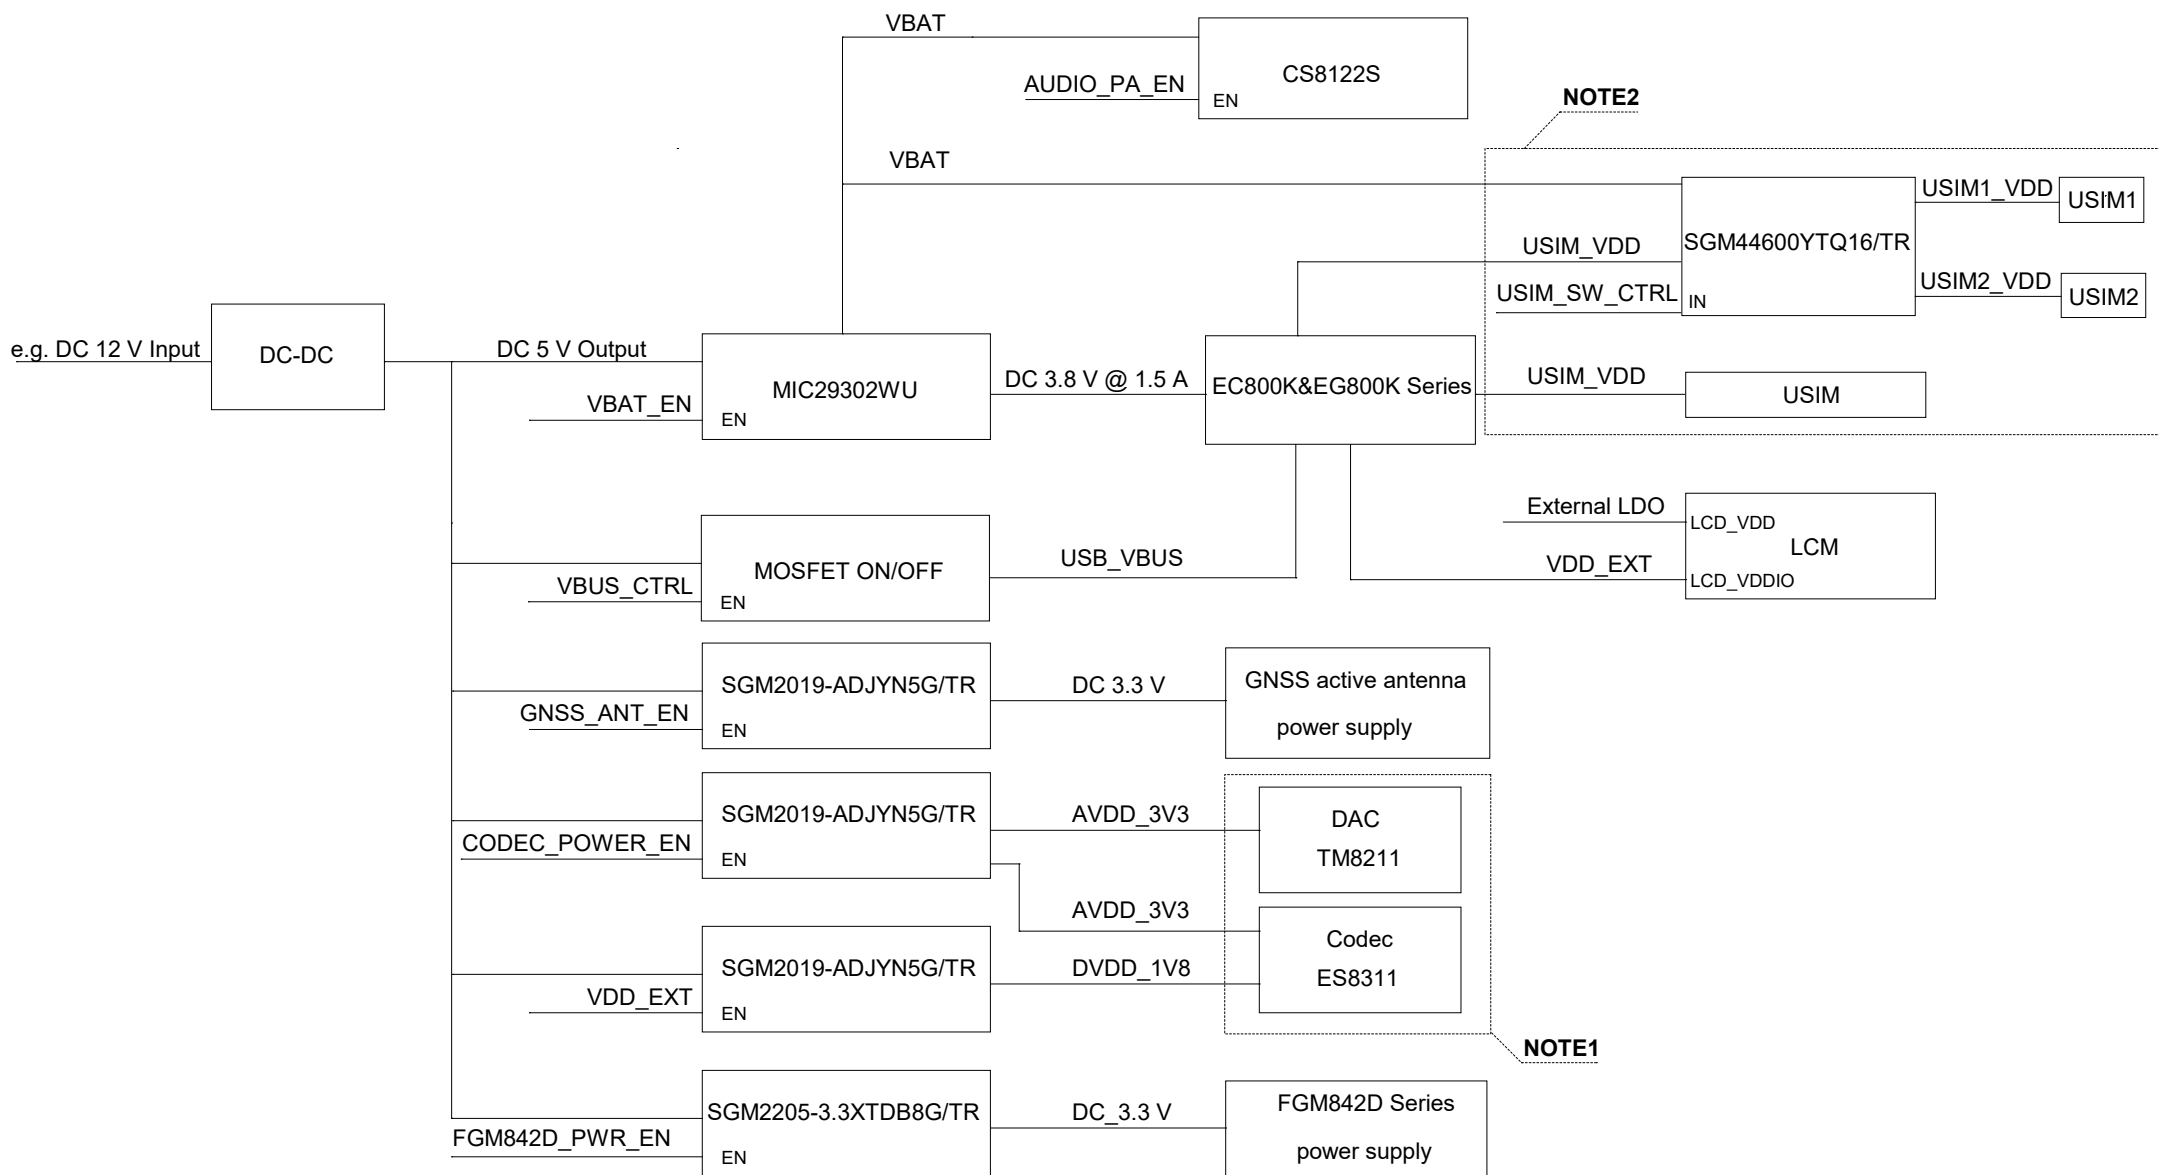 VBAT
CS8122S
AUDIO_PA_EN
EN
NOTE2
VBAT
USIM1_VDD
USIM1
USIM_VDD
SGM44600YTQ16/TR
USIM_SW_CTRL
IN
USIM2_VDD
USIM2
e.g. DC 12 V Input
DC-DC
DC 5 V Output
VBAT_EN
MIC29302WU
EN
DC 3.8 V @ 1.5 A
EC800K&EG800K Series
USIM_VDD
USIM
External LDO
LCD_VDD
LCM
VDD_EXT
LCD_VDDIO
MOSFET ON/OFF
VBUS_CTRL
EN
USB_VBUS
SGM2019-ADJYN5G/TR
GNSS_ANT_EN
EN
DC 3.3 V
GNSS active antenna
power supply
SGM2019-ADJYN5G/TR
CODEC_POWER_EN
EN
AVDD_3V3
DAC
TM8211
AVDD_3V3
Codec
ES8311
SGM2019-ADJYN5G/TR
VDD_EXT
EN
DVDD_1V8
NOTE1
SGM2205-3.3XTDB8G/TR
FGM842D_PWR_EN
EN
DC_3.3 V
FGM842D Series
power supply